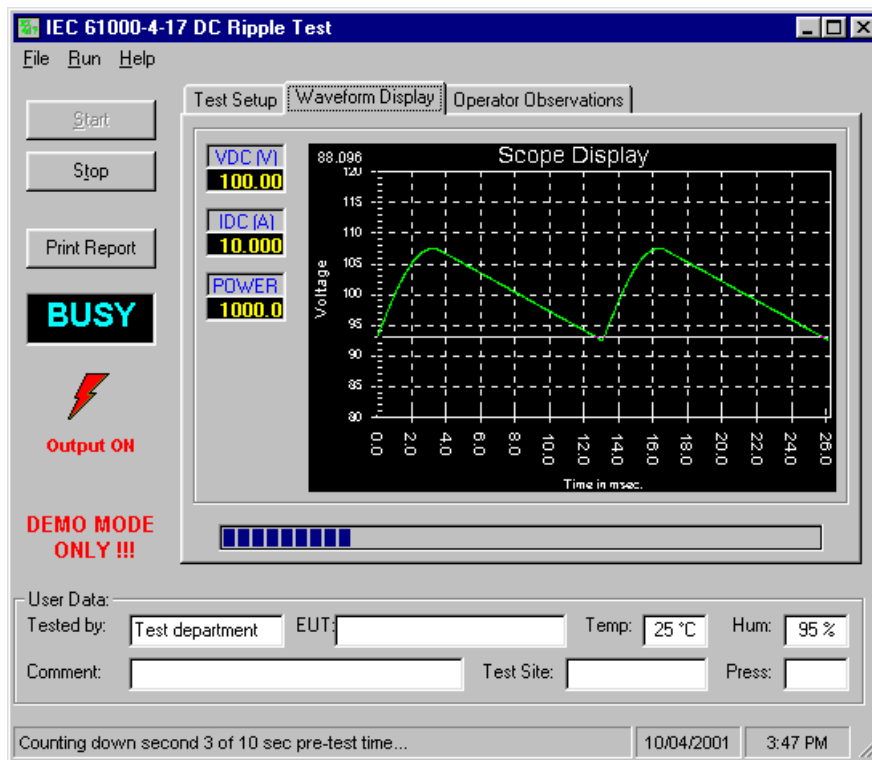 IEC 61000-4-17 DC Ripple Test
File Run Help
Start
Stop
Print Report
BUSY
Output ON
DEMO MODE
ONLY !!!
Test Setup
Waveform Display
Operator Observations
VDC (V)
100.00
IDC (A)
10.000
POWER
1000.0
88.096
Scope Display
Voltage
120
115
110
105
100
95
90
85
80
0.0 2.0 4.0 6.0 8.0 10.0 12.0 14.0 16.0 18.0 20.0 22.0 24.0 26.0
Time in msec.
User Data:
Tested by: Test department EUT: Temp: 25 °C Hum: 95 %
Comment: Test Site: Press:
Counting down second 3 of 10 sec pre-test time... 10/04/2001 3:47 PM